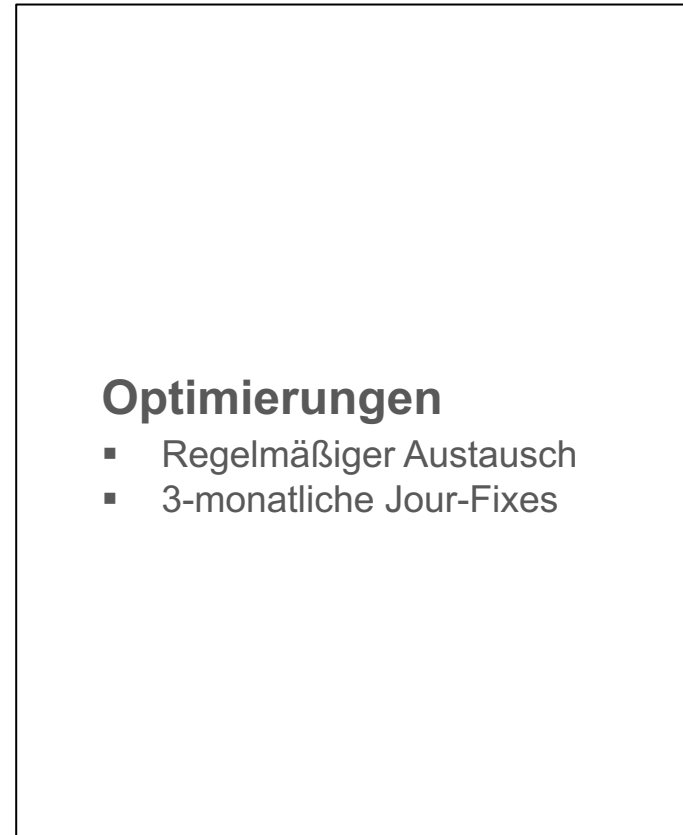 Optimierungen
▪ Regelmäßiger Austausch
▪ 3-monatliche Jour-Fixes